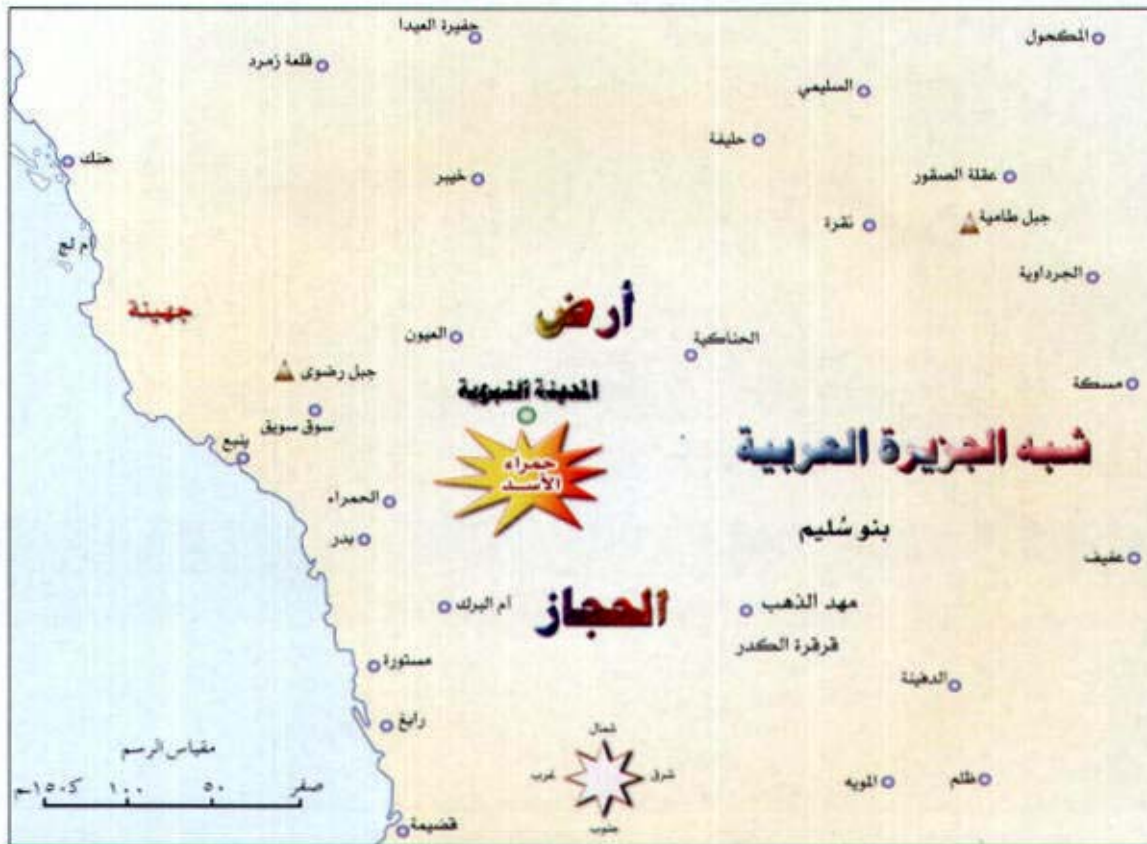 المكحول
جفيرة العيدا
قلعة زمرد
السليمي
حليفة
حنك
خيبر
عقلة الصقور
نقرة
جبل طامية
م لج
الجرداوية
جهينة
أرض
العيون
الحناكية
جبل رضوى
مسكة
المدينة النبوية
سوق سويق
ينبع
شبه الجزيرة العربية
حمراء
الأسد
الحمراء
بنو سُليم
بدر
عفيف
أم البرك
الحجاز
مهد الذهب
قرقرة الكدر
مستورة
الدفينة
رابغ
شمال
شرق
غرب
جنوب
مقياس الرسم
صفر ٥٠ ١٠٠ ١٥٠كم
المويه
ظلم
قضيمة